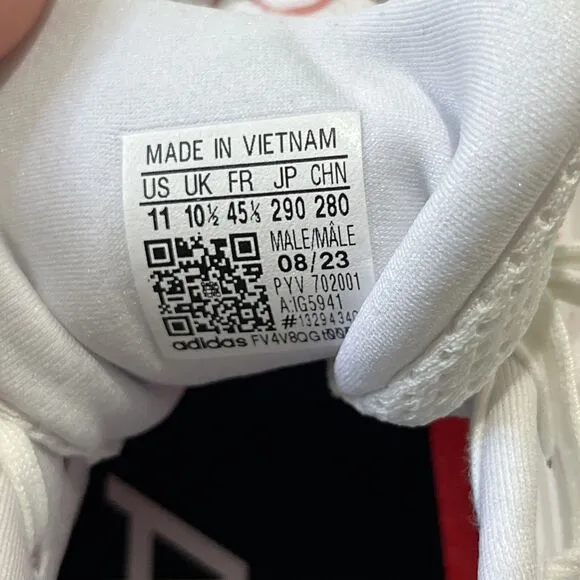 MADE IN VIETNAM
US UK FR JP CHN
11 10½ 45⅓ 290 280
MALE/MÂLE
08/23
PYV 702001
A:IG5941
#1329434
adidas